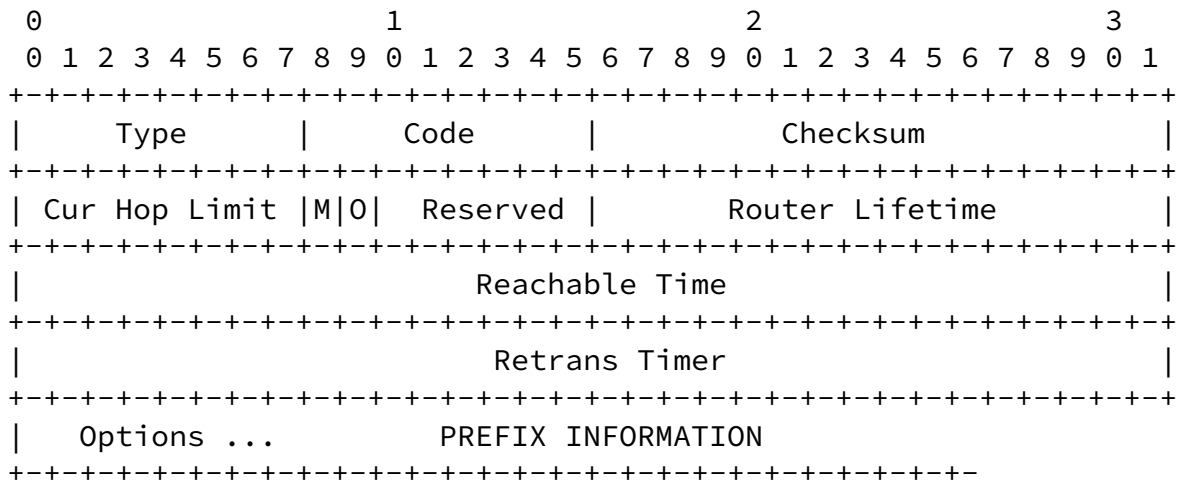 0                   1                   2                   3
 0 1 2 3 4 5 6 7 8 9 0 1 2 3 4 5 6 7 8 9 0 1 2 3 4 5 6 7 8 9 0 1
+-+-+-+-+-+-+-+-+-+-+-+-+-+-+-+-+-+-+-+-+-+-+-+-+-+-+-+-+-+-+-+-+
|     Type      |     Code      |          Checksum             |
+-+-+-+-+-+-+-+-+-+-+-+-+-+-+-+-+-+-+-+-+-+-+-+-+-+-+-+-+-+-+-+-+
| Cur Hop Limit |M|O|  Reserved |       Router Lifetime         |
+-+-+-+-+-+-+-+-+-+-+-+-+-+-+-+-+-+-+-+-+-+-+-+-+-+-+-+-+-+-+-+-+
|                         Reachable Time                        |
+-+-+-+-+-+-+-+-+-+-+-+-+-+-+-+-+-+-+-+-+-+-+-+-+-+-+-+-+-+-+-+-+
|                          Retrans Timer                        |
+-+-+-+-+-+-+-+-+-+-+-+-+-+-+-+-+-+-+-+-+-+-+-+-+-+-+-+-+-+-+-+-+
|   Options ...         PREFIX INFORMATION
+-+-+-+-+-+-+-+-+-+-+-+-+-+-+-+-+-+-+-+-+-+-+-+-+-+-+-